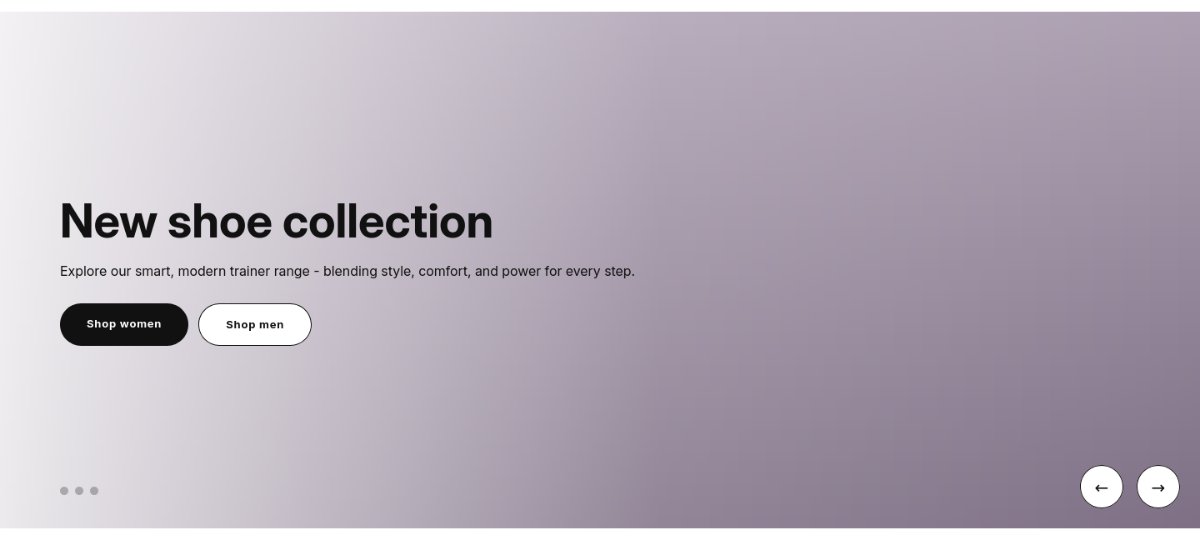 New shoe collection
Explore our smart, modern trainer range - blending style, comfort, and power for every step.
Shop women Shop men
← →